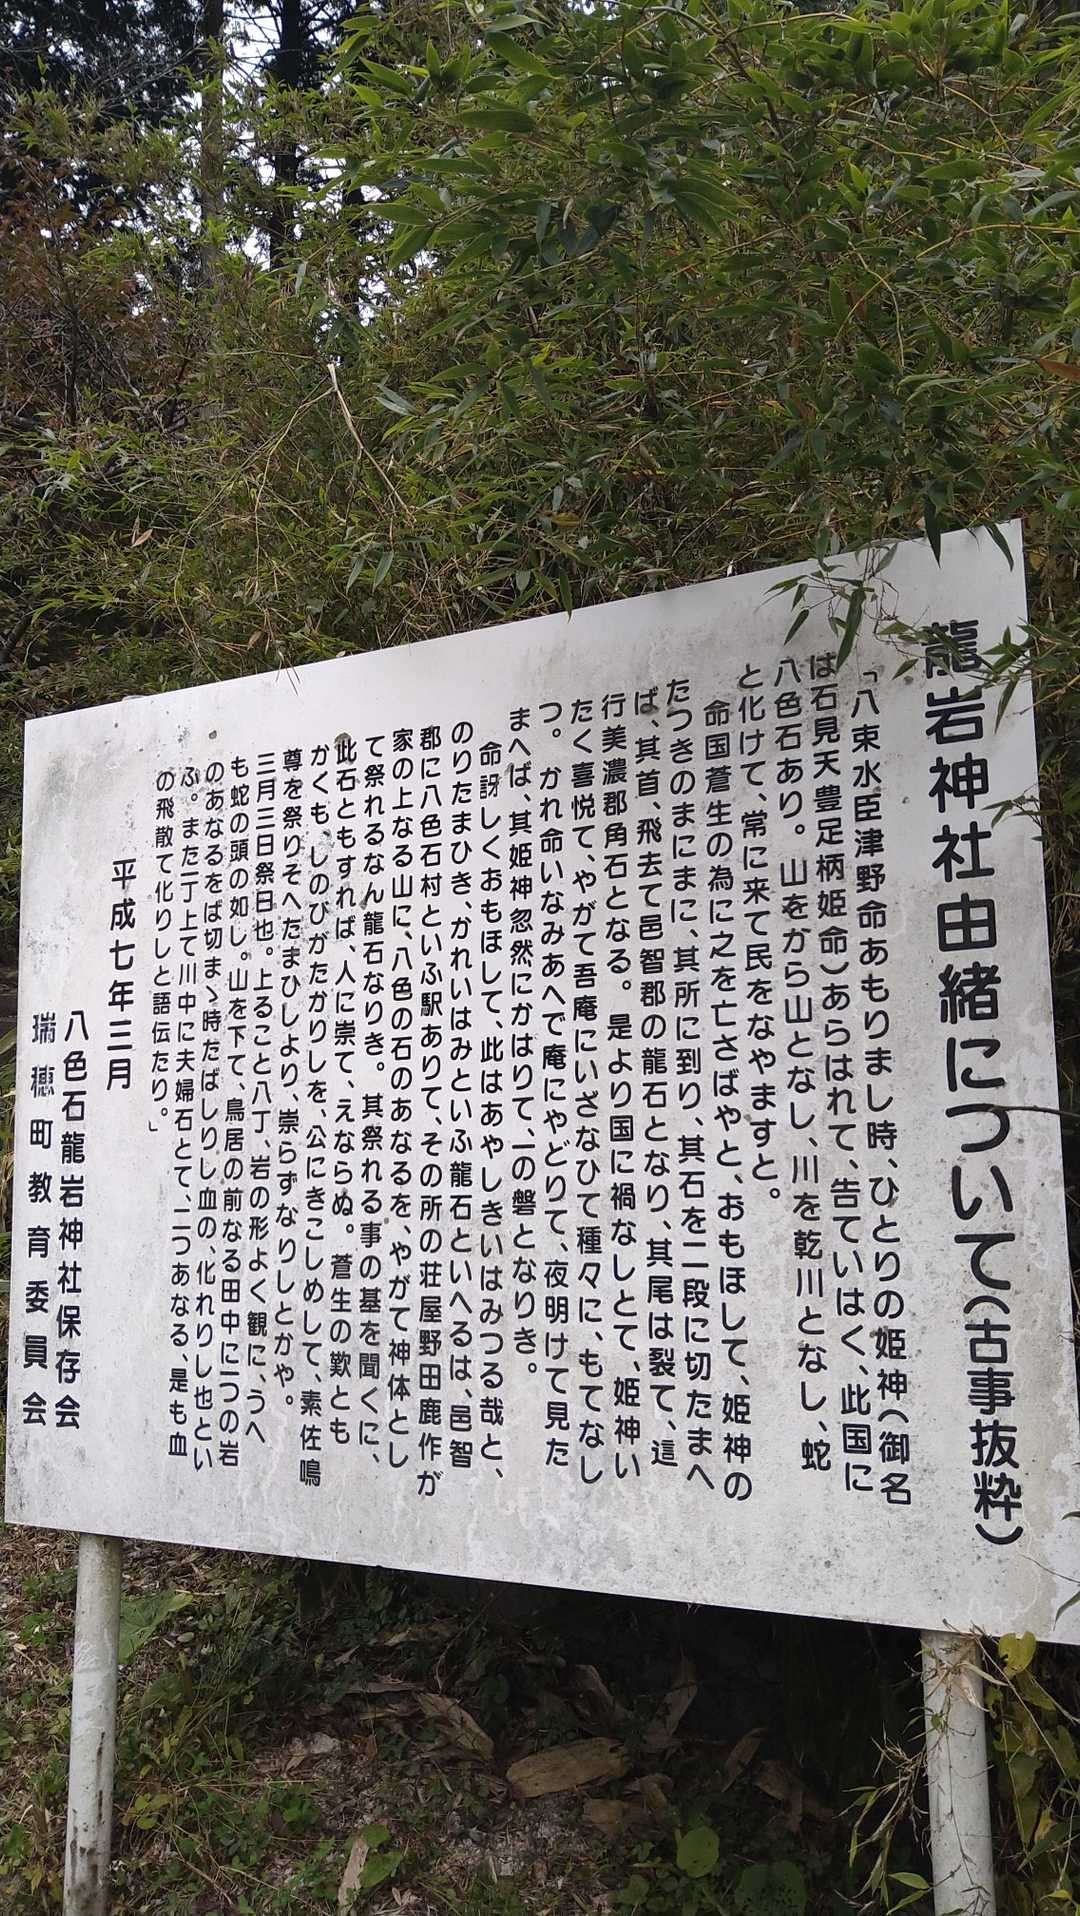 龍岩神社由緒について(古事抜粋)
「八束水臣津野命あもりまし時、ひとりの姫神(御名
は石見天豊足柄姫命)あらはれて、告ていはく、此国に
八色石あり。山をから山となし、川を乾川となし、蛇
と化けて、常に来て民をなやますと。
命国蒼生の為に之を亡さばやと、おもほして、姫神の
たつきのまにまに、其所に到り、其石を二段に切たまへ
ば、其首、飛去て邑智郡の龍石となり、其尾は裂て、這
行美濃郡角石となる。是より国に禍なしとて、姫神い
たく喜悦て、やがて吾庵にいざなひて種々に、もてなし
つ。かれ命いなみあへで庵にやどりて、夜明けて見た
まへば、其姫神忽然にかはりて、一の磐となりき。
命訝しくおもほして、此はあやしきいはみつる哉と、
のりたまひき、かれいはみといふ龍石といへるは、邑智
郡に八色石村といふ駅ありて、その所の荘屋野田鹿作が
家の上なる山に、八色の石のあなるを、やがて神体とし
て祭れるなん龍石なりき。其祭れる事の基を聞くに、
此石ともすれば、人に崇て、えならぬ。蒼生の歎とも
かくも、しのびがたかりしを、公にきこしめして、素佐鳴
尊を祭りそへたまひしより、崇らずなりしとかや。
三月三日祭日也。上ること八丁、岩の形よく観に、うへ
も蛇の頭の如し。山を下て、鳥居の前なる田中に二つの岩
のあなるをば切まゝ時たばしりし血の、化れりし也とい
ふ。また二丁上て川中に夫婦石とて、二つあなる、是も血
の飛散て化りしと語伝たり。」
平成七年三月
八色石龍岩神社保存会
瑞穂町教育委員会